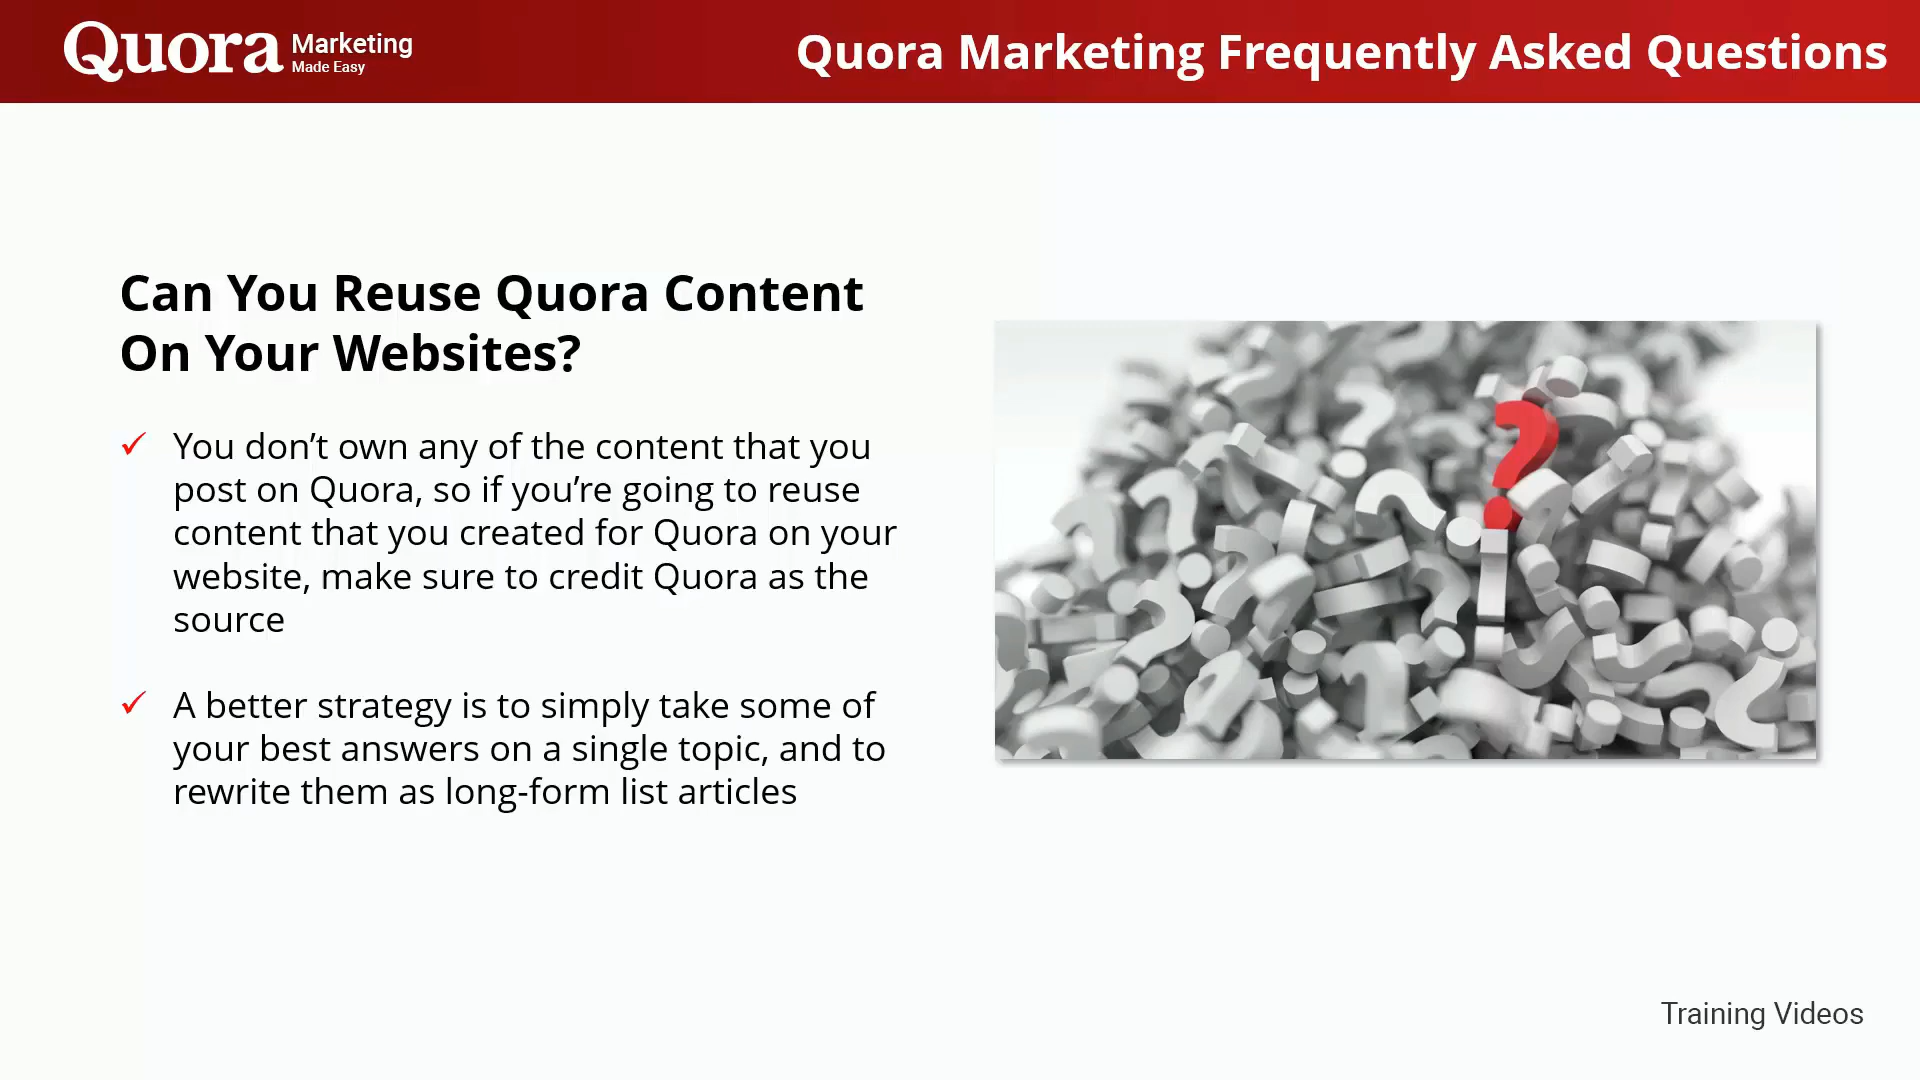 Quora Marketing
Made Easy
Quora Marketing Frequently Asked Questions
Can You Reuse Quora Content
On Your Websites?
✓ You don’t own any of the content that you
post on Quora, so if you’re going to reuse
content that you created for Quora on your
website, make sure to credit Quora as the
source
✓ A better strategy is to simply take some of
your best answers on a single topic, and to
rewrite them as long-form list articles
Training Videos